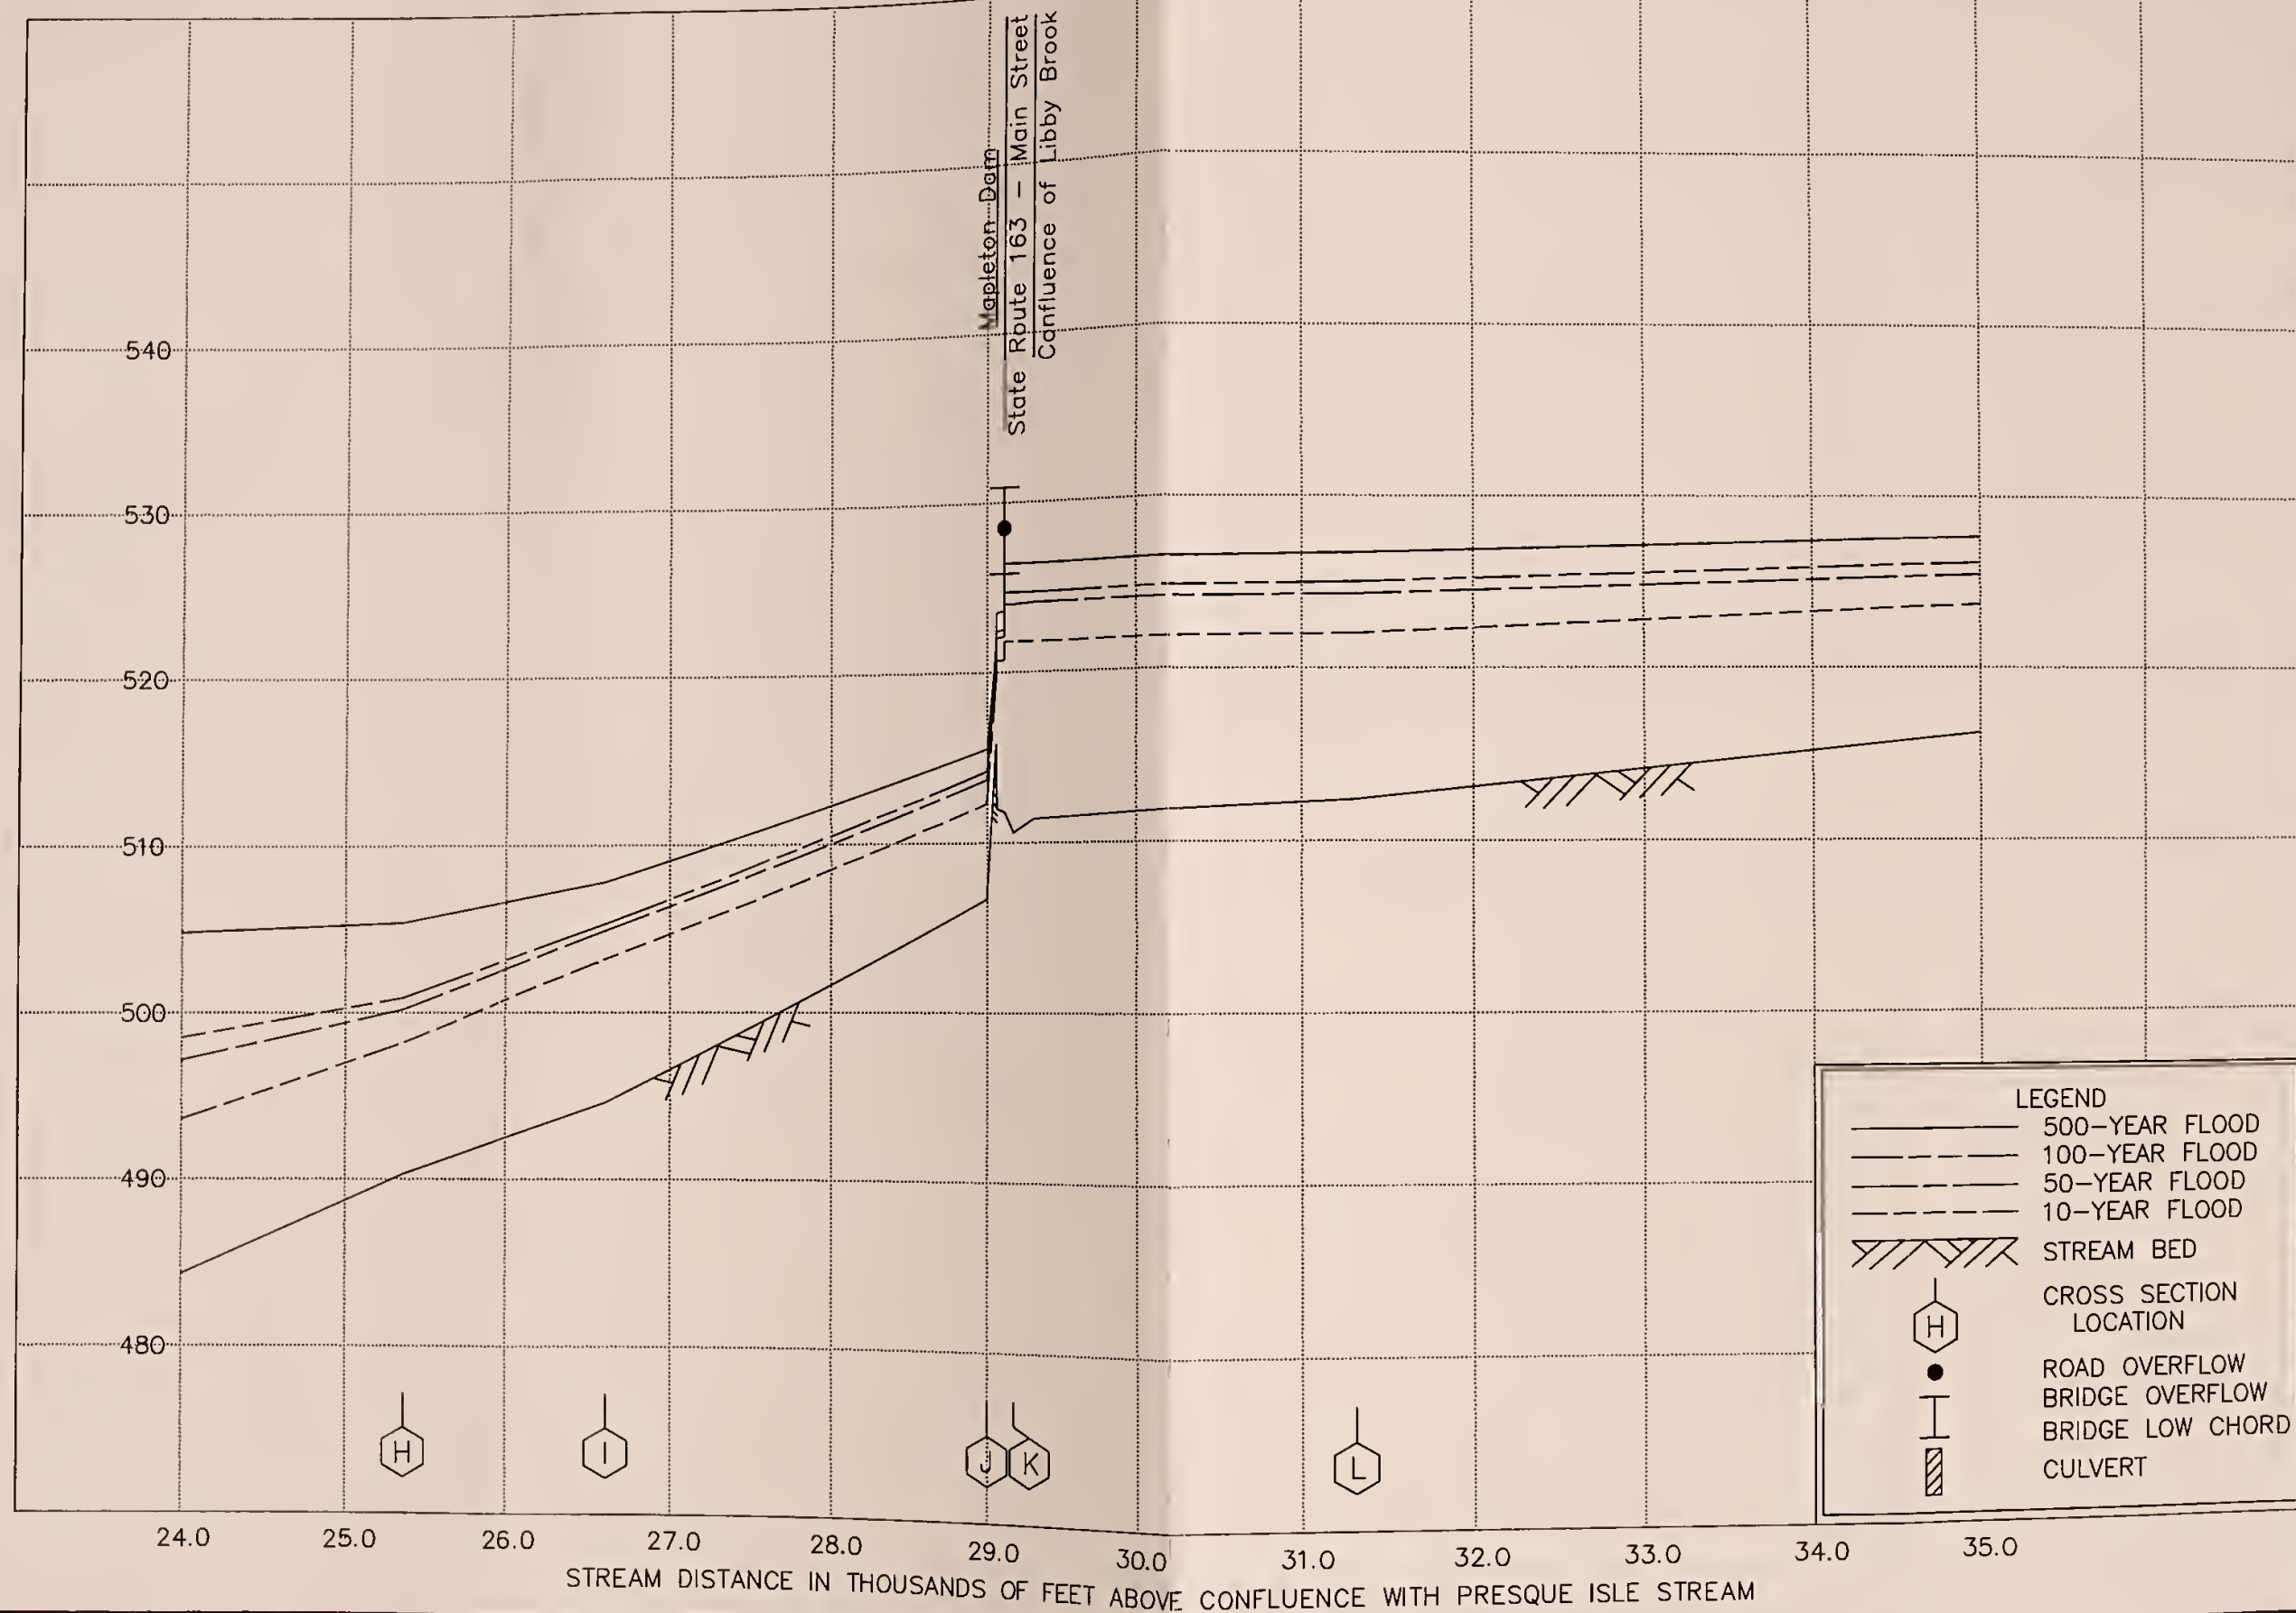 Mapleton Dam
State Route 163 – Main Street
Confluence of Libby Brook
540
530
520
510
500
490
480
H
I
J
K
L
24.0 25.0 26.0 27.0 28.0 29.0 30.0 31.0 32.0 33.0 34.0 35.0
STREAM DISTANCE IN THOUSANDS OF FEET ABOVE CONFLUENCE WITH PRESQUE ISLE STREAM
LEGEND
500–YEAR FLOOD
100–YEAR FLOOD
50–YEAR FLOOD
10–YEAR FLOOD
STREAM BED
CROSS SECTION
H
LOCATION
ROAD OVERFLOW
BRIDGE OVERFLOW
BRIDGE LOW CHORD
CULVERT